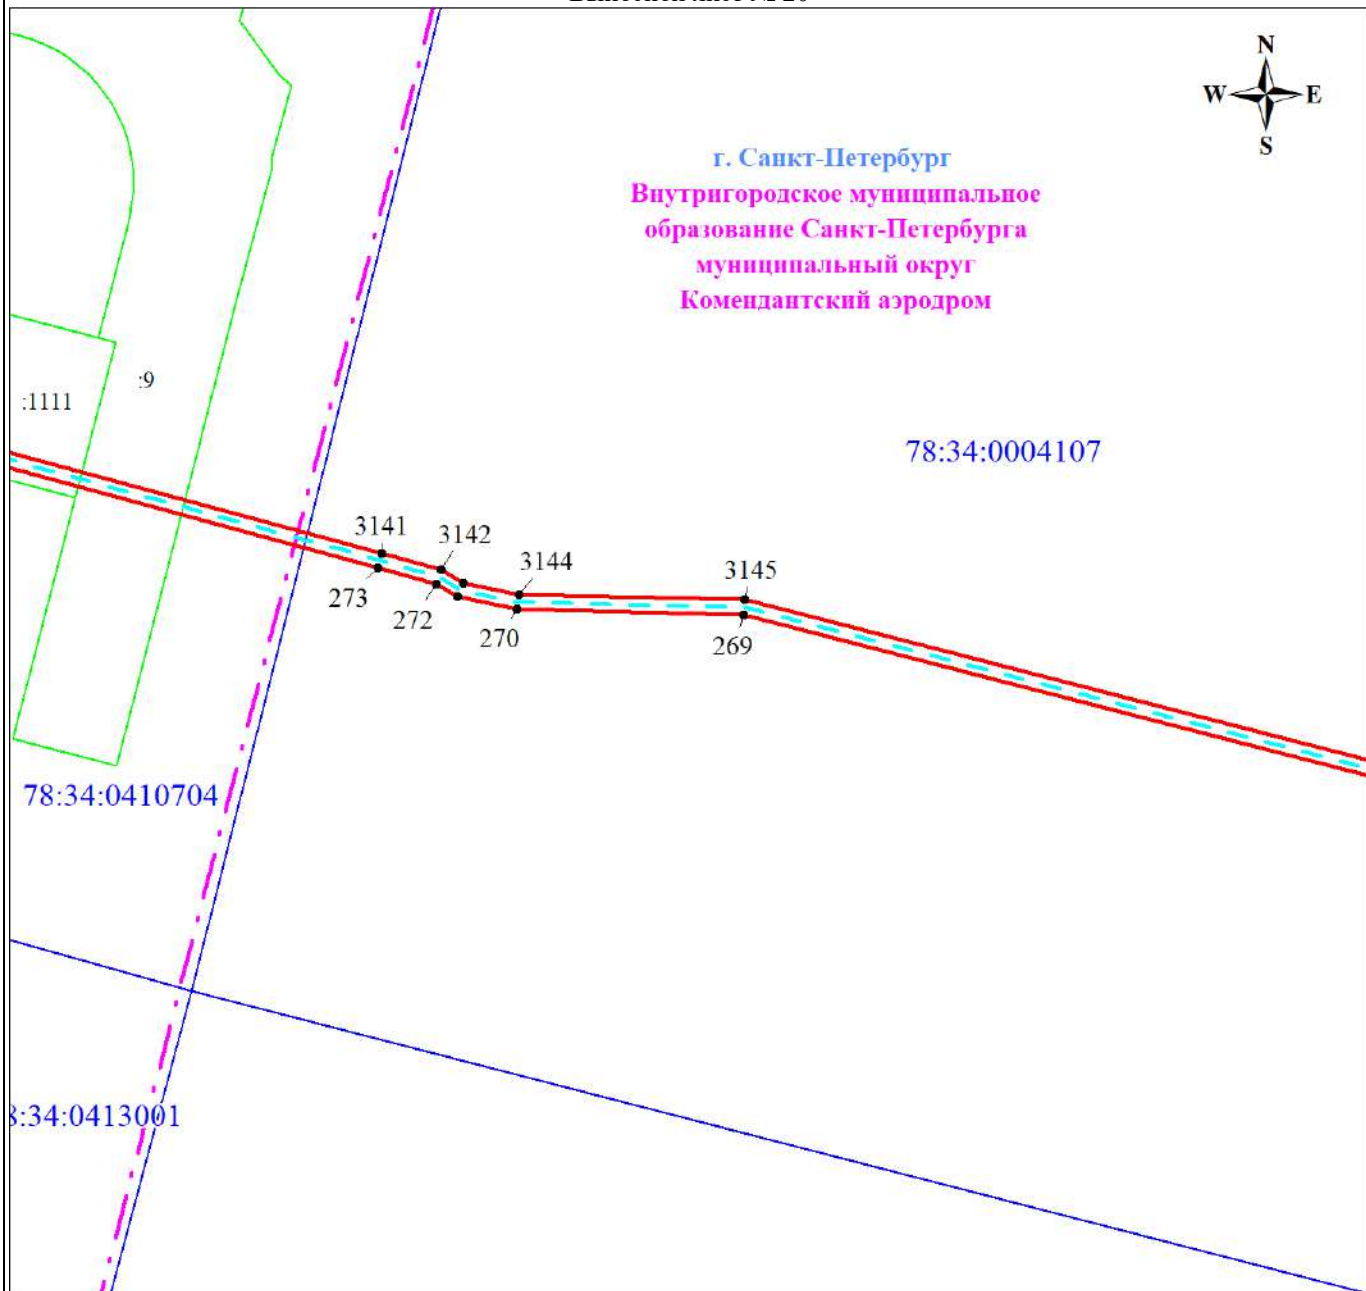 N
W E
S
г. Санкт-Петербург
Внутригородское муниципальное
образование Санкт-Петербурга
муниципальный округ
Комендантский аэродром
:9
:1111
78:34:0004107
3141
3142
3144
3145
273
272
270
269
78:34:0410704
8:34:0413001